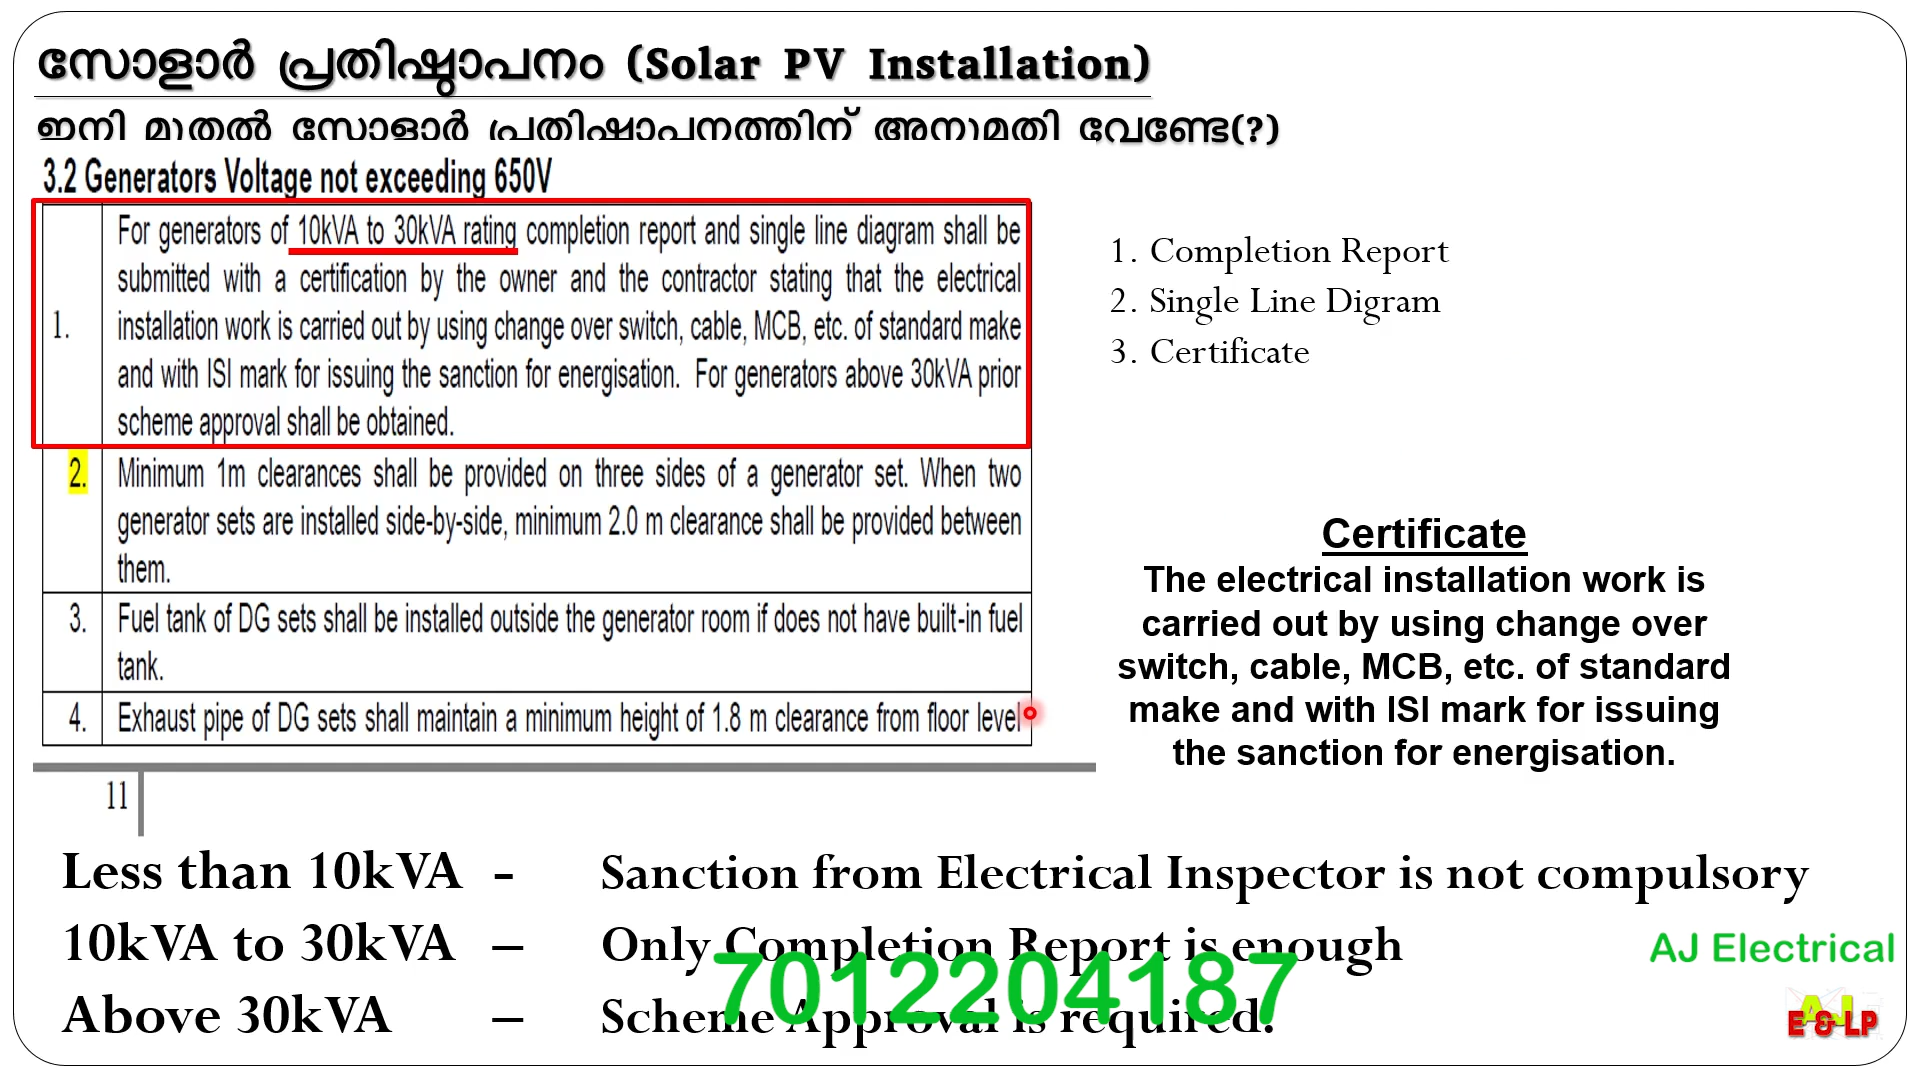 സോളാർ പ്രതിഷ്ഠാപനം (Solar PV Installation)
ഇനി മുതൽ സോളാർ പ്രതിഷ്ഠാപനത്തിന് അനുമതി വേണ്ടേ(?)
3.2 Generators Voltage not exceeding 650V
1.
For generators of 10kVA to 30kVA rating completion report and single line diagram shall be
submitted with a certification by the owner and the contractor stating that the electrical
installation work is carried out by using change over switch, cable, MCB, etc. of standard make
and with ISI mark for issuing the sanction for energisation. For generators above 30kVA prior
scheme approval shall be obtained.
2. Minimum 1m clearances shall be provided on three sides of a generator set. When two
generator sets are installed side-by-side, minimum 2.0 m clearance shall be provided between
them.
3. Fuel tank of DG sets shall be installed outside the generator room if does not have built-in fuel
tank.
4. Exhaust pipe of DG sets shall maintain a minimum height of 1.8 m clearance from floor level
11
1. Completion Report
2. Single Line Digram
3. Certificate
Certificate
The electrical installation work is
carried out by using change over
switch, cable, MCB, etc. of standard
make and with ISI mark for issuing
the sanction for energisation.
Less than 10kVA - Sanction from Electrical Inspector is not compulsory
10kVA to 30kVA – Only Completion Report is enough
Above 30kVA – Scheme Approval is required.
7012204187
AJ Electrical
AJ
E & LP